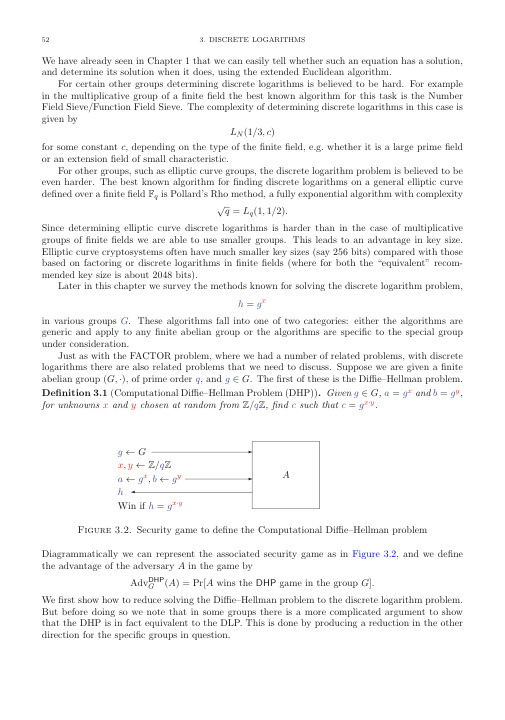 52
3. DISCRETE LOGARITHMS
We have already seen in Chapter 1 that we can easily tell whether such an equation has a solution,
and determine its solution when it does, using the extended Euclidean algorithm.
For certain other groups determining discrete logarithms is believed to be hard. For example
in the multiplicative group of a finite field the best known algorithm for this task is the Number
Field Sieve/Function Field Sieve. The complexity of determining discrete logarithms in this case is
given by
L_N(1/3, c)
for some constant c, depending on the type of the finite field, e.g. whether it is a large prime field
or an extension field of small characteristic.
For other groups, such as elliptic curve groups, the discrete logarithm problem is believed to be
even harder. The best known algorithm for finding discrete logarithms on a general elliptic curve
defined over a finite field 𝔽_q is Pollard's Rho method, a fully exponential algorithm with complexity
√q = L_q(1, 1/2).
Since determining elliptic curve discrete logarithms is harder than in the case of multiplicative
groups of finite fields we are able to use smaller groups. This leads to an advantage in key size.
Elliptic curve cryptosystems often have much smaller key sizes (say 256 bits) compared with those
based on factoring or discrete logarithms in finite fields (where for both the "equivalent" recom-
mended key size is about 2048 bits).
Later in this chapter we survey the methods known for solving the discrete logarithm problem,
h = g^x
in various groups G. These algorithms fall into one of two categories: either the algorithms are
generic and apply to any finite abelian group or the algorithms are specific to the special group
under consideration.
Just as with the FACTOR problem, where we had a number of related problems, with discrete
logarithms there are also related problems that we need to discuss. Suppose we are given a finite
abelian group (G, ·), of prime order q, and g ∈ G. The first of these is the Diffie–Hellman problem.
Definition 3.1 (Computational Diffie–Hellman Problem (DHP)). Given g ∈ G, a = g^x and b = g^y,
for unknowns x and y chosen at random from ℤ/qℤ, find c such that c = g^{x·y}.
g ← G
x, y ← ℤ/qℤ
a ← g^x, b ← g^y
h
Win if h = g^{x·y}
A
FIGURE 3.2. Security game to define the Computational Diffie–Hellman problem
Diagrammatically we can represent the associated security game as in Figure 3.2, and we define
the advantage of the adversary A in the game by
Adv_G^{DHP}(A) = Pr[A wins the DHP game in the group G].
We first show how to reduce solving the Diffie–Hellman problem to the discrete logarithm problem.
But before doing so we note that in some groups there is a more complicated argument to show
that the DHP is in fact equivalent to the DLP. This is done by producing a reduction in the other
direction for the specific groups in question.